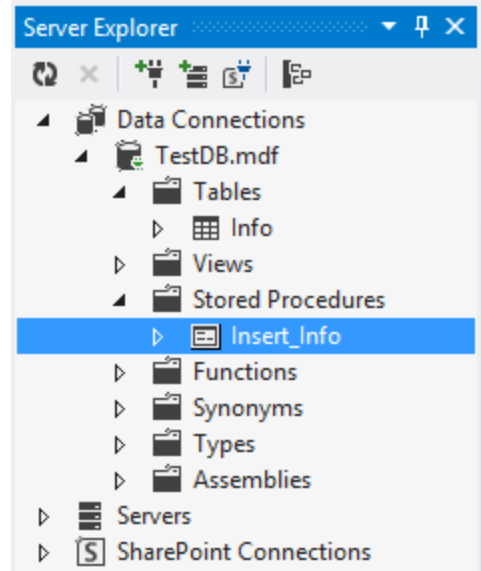 Server Explorer
Data Connections
TestDB.mdf
Tables
Info
Views
Stored Procedures
Insert_Info
Functions
Synonyms
Types
Assemblies
Servers
SharePoint Connections